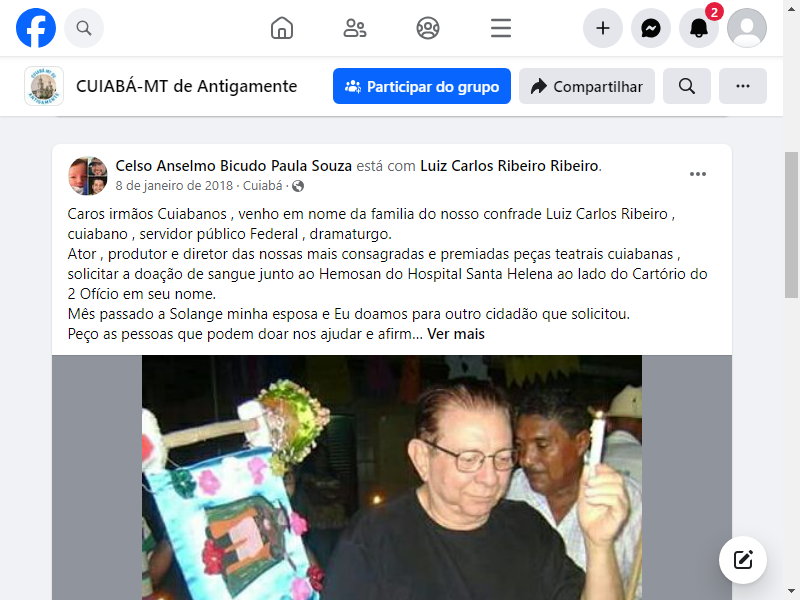 2
CUIABÁ-MT DE ANTIGAMENTE
CUIABÁ-MT de Antigamente
Participar do grupo
Compartilhar
Celso Anselmo Bicudo Paula Souza está com Luiz Carlos Ribeiro Ribeiro.
8 de janeiro de 2018 · Cuiabá ·
Caros irmãos Cuiabanos , venho em nome da familia do nosso confrade Luiz Carlos Ribeiro ,
cuiabano , servidor público Federal , dramaturgo.
Ator , produtor e diretor das nossas mais consagradas e premiadas peças teatrais cuiabanas ,
solicitar a doação de sangue junto ao Hemosan do Hospital Santa Helena ao lado do Cartório do
2 Ofício em seu nome.
Mês passado a Solange minha esposa e Eu doamos para outro cidadão que solicitou.
Peço as pessoas que podem doar nos ajudar e afirm... Ver mais